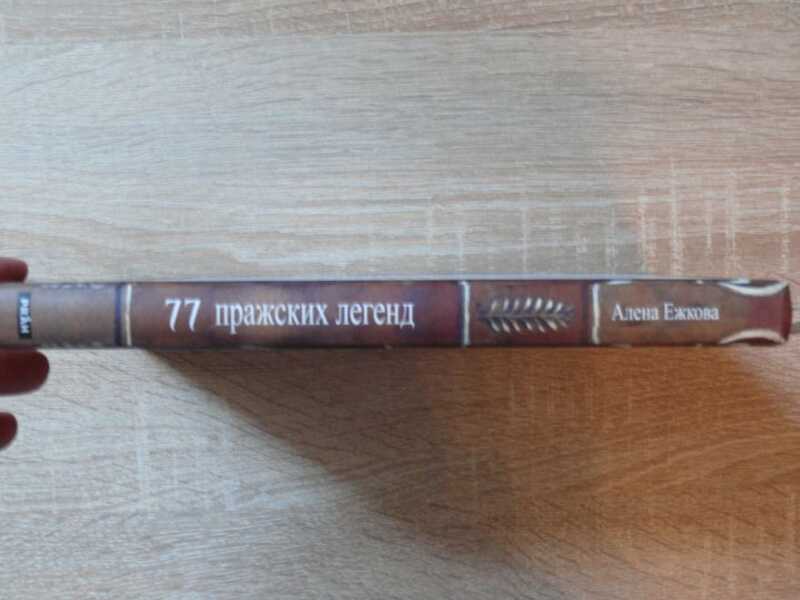 77 пражских легенд
Алена Ежкова